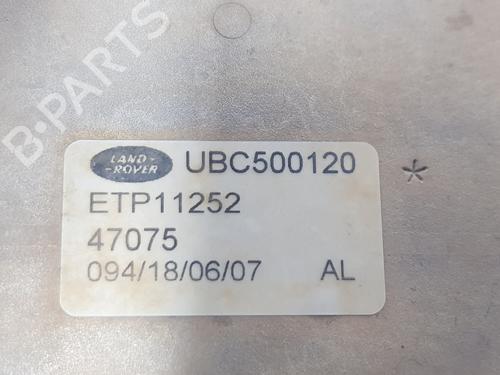 B-PARTS
LAND-
ROVER
UBC500120
ETP11252
47075
094/18/06/07 AL